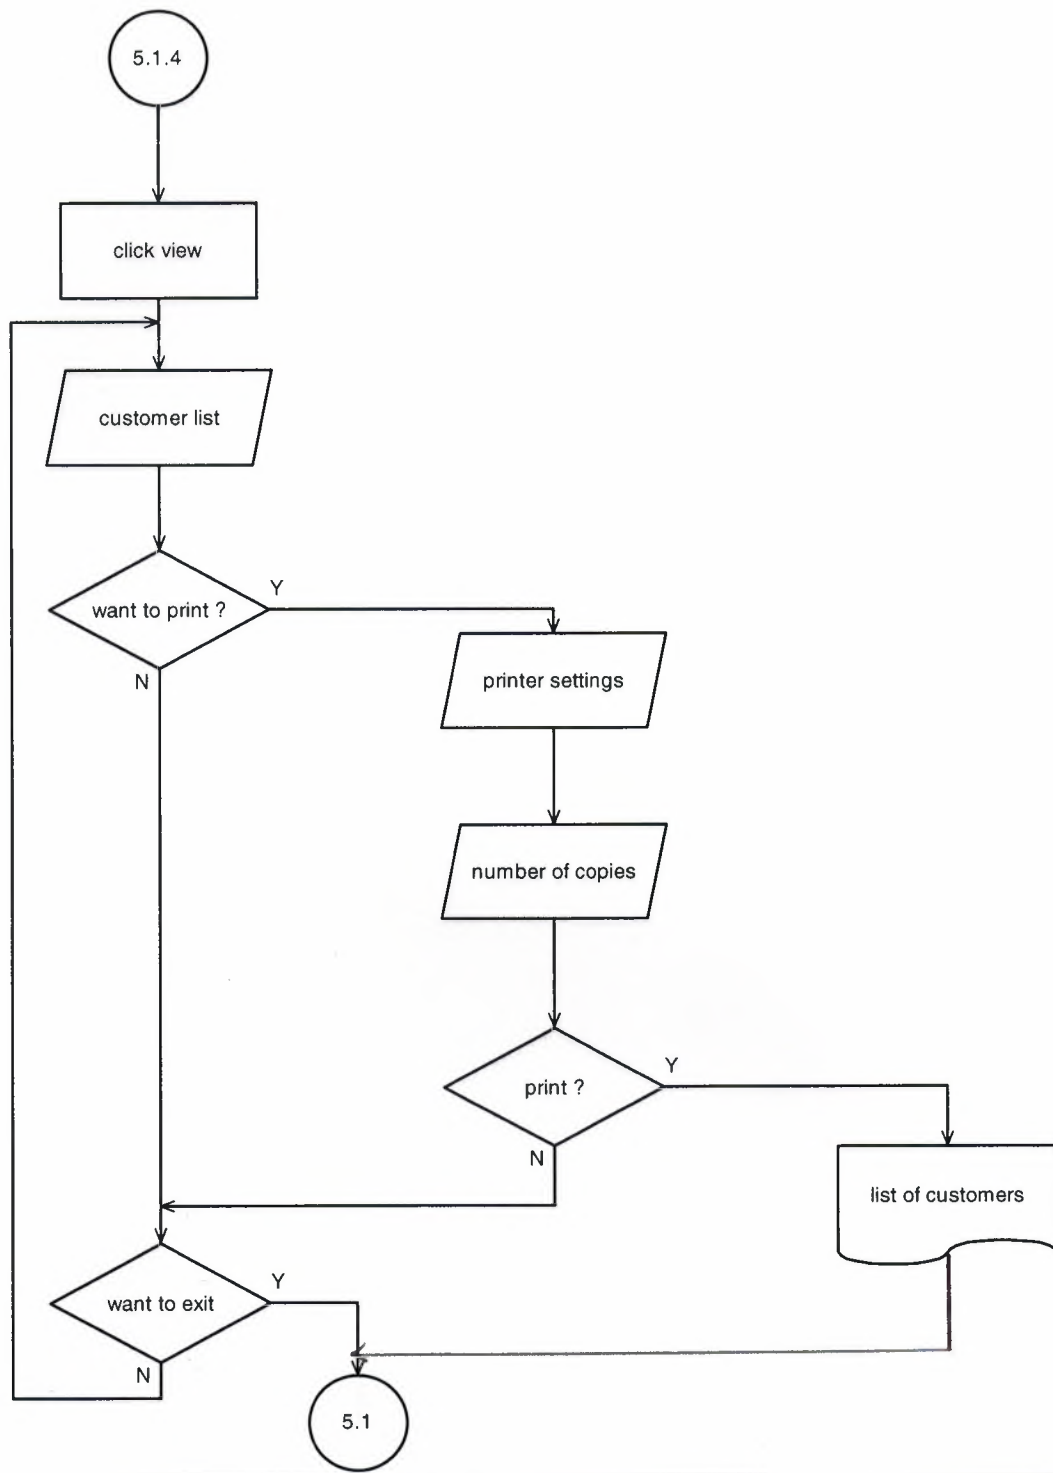 5.1.4
click view
customer list
want to print ?
Y
N
printer settings
number of copies
print ?
Y
N
list of customers
want to exit
Y
N
5.1